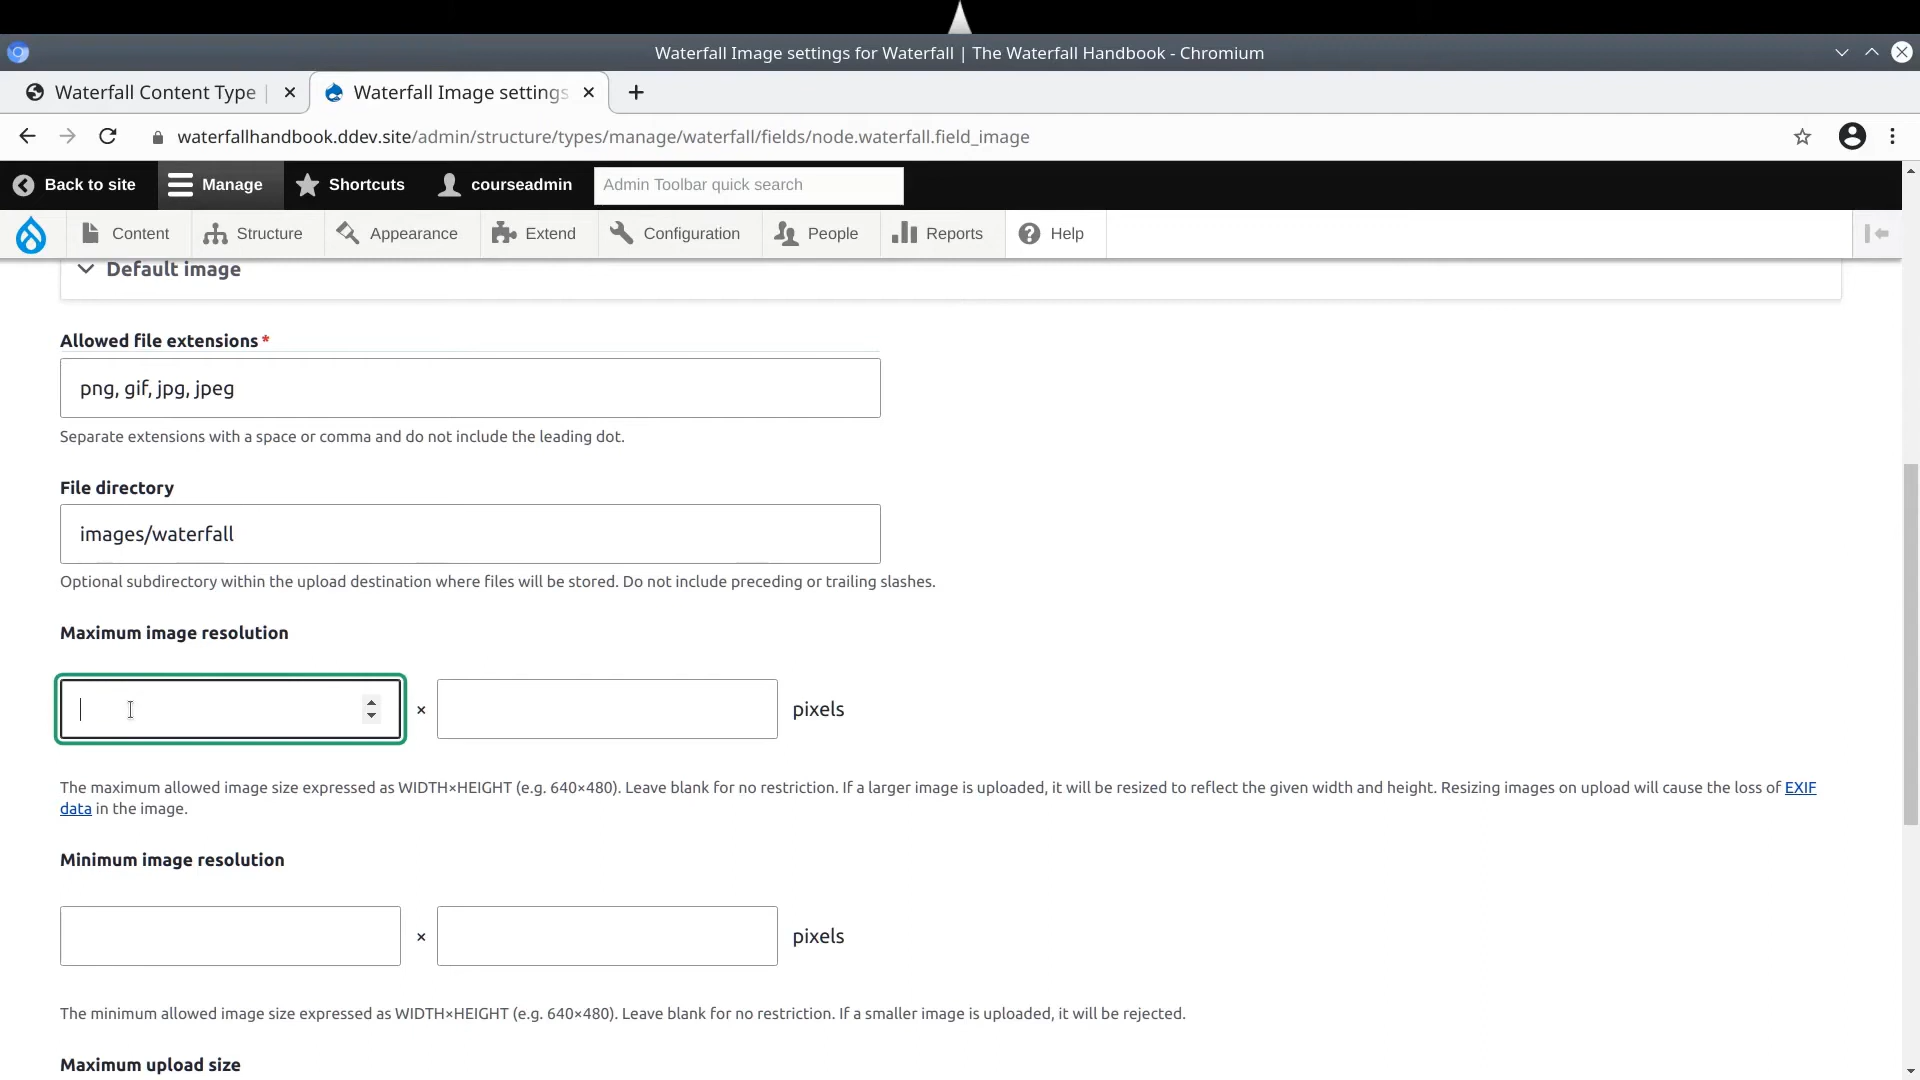 Waterfall Image settings for Waterfall | The Waterfall Handbook - Chromium
Waterfall Content Type |
Waterfall Image settings
waterfallhandbook.ddev.site/admin/structure/types/manage/waterfall/fields/node.waterfall.field_image
Back to site Manage Shortcuts courseadmin Admin Toolbar quick search
Content Structure Appearance Extend Configuration People Reports Help
Default image
Allowed file extensions*
png, gif, jpg, jpeg
Separate extensions with a space or comma and do not include the leading dot.
File directory
images/waterfall
Optional subdirectory within the upload destination where files will be stored. Do not include preceding or trailing slashes.
Maximum image resolution
× pixels
The maximum allowed image size expressed as WIDTH×HEIGHT (e.g. 640×480). Leave blank for no restriction. If a larger image is uploaded, it will be resized to reflect the given width and height. Resizing images on upload will cause the loss of EXIF
data in the image.
Minimum image resolution
× pixels
The minimum allowed image size expressed as WIDTH×HEIGHT (e.g. 640×480). Leave blank for no restriction. If a smaller image is uploaded, it will be rejected.
Maximum upload size